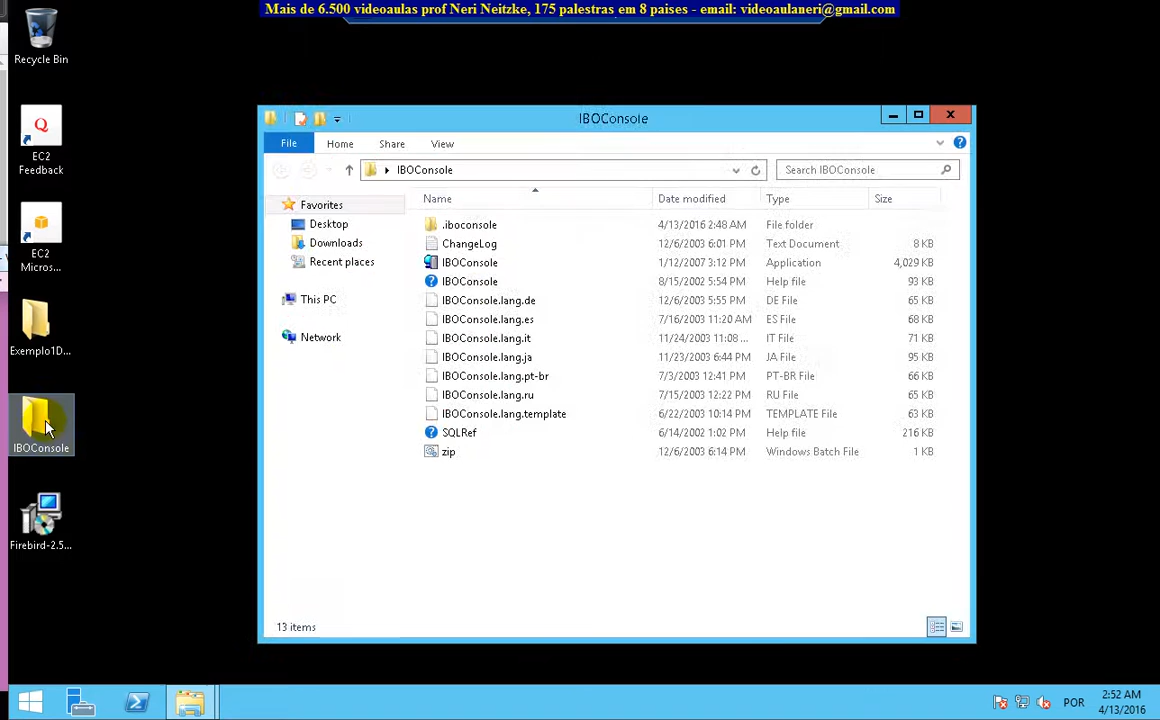 Mais de 6.500 videoaulas prof Neri Neitzke, 175 palestras em 8 paises - email: videoaulaneri@gmail.com
Recycle Bin
EC2
Feedback
EC2
Micros...
Exemplo1D...
IBOConsole
Firebird-2.5...
IBOConsole
File Home Share View
IBOConsole
Search IBOConsole
Favorites
Desktop
Downloads
Recent places
This PC
Network
Name Date modified Type Size
.iboconsole 4/13/2016 2:48 AM File folder
ChangeLog 12/6/2003 6:01 PM Text Document 8 KB
IBOConsole 1/12/2007 3:12 PM Application 4,029 KB
IBOConsole 8/15/2002 5:54 PM Help file 93 KB
IBOConsole.lang.de 12/6/2003 5:55 PM DE File 65 KB
IBOConsole.lang.es 7/16/2003 11:20 AM ES File 68 KB
IBOConsole.lang.it 11/24/2003 11:08 ... IT File 71 KB
IBOConsole.lang.ja 11/23/2003 6:44 PM JA File 95 KB
IBOConsole.lang.pt-br 7/3/2003 12:41 PM PT-BR File 66 KB
IBOConsole.lang.ru 7/15/2003 12:22 PM RU File 65 KB
IBOConsole.lang.template 6/22/2003 10:14 PM TEMPLATE File 63 KB
SQLRef 6/14/2002 1:02 PM Help file 216 KB
zip 12/6/2003 6:14 PM Windows Batch File 1 KB
13 items
POR
2:52 AM
4/13/2016